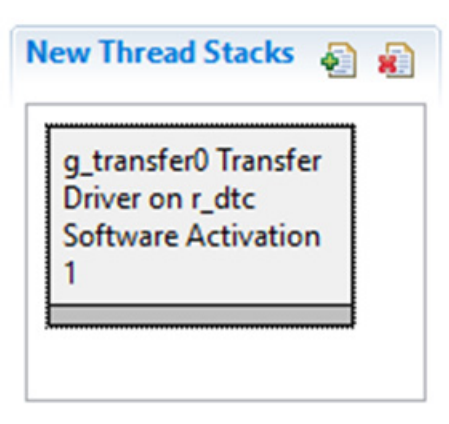 New Thread Stacks
g_transfer0 Transfer
Driver on r_dtc
Software Activation
1